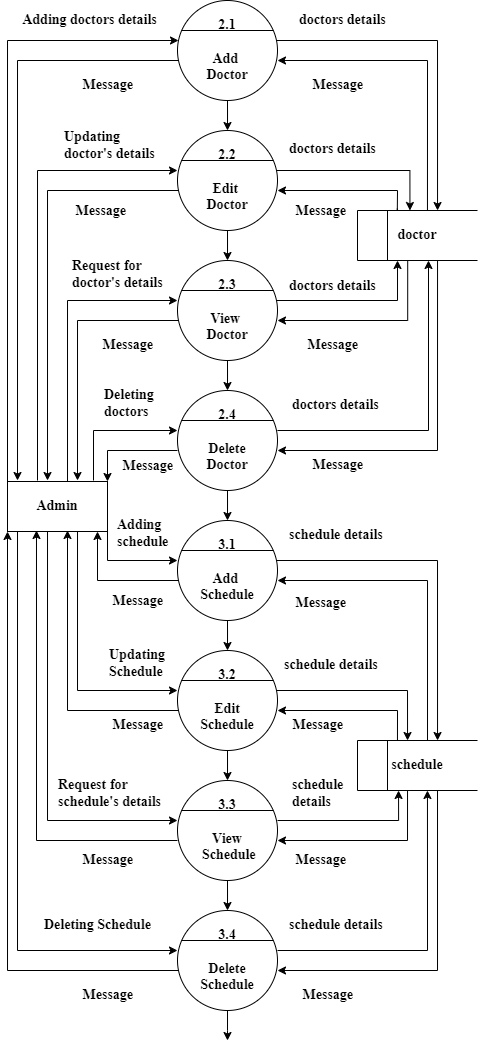 Adding doctors details
2.1
doctors details
Add
Doctor
Message
Message
Updating
doctor's details
2.2
doctors details
Edit
Doctor
Message
Message
doctor
Request for
doctor's details
2.3
doctors details
View
Doctor
Message
Message
Deleting
doctors
2.4
doctors details
Delete
Doctor
Message
Message
Admin
Adding
schedule
3.1
schedule details
Add
Schedule
Message
Message
Updating
Schedule
3.2
schedule details
Edit
Schedule
Message
Message
schedule
Request for
schedule's details
3.3
schedule
details
View
Schedule
Message
Message
Deleting Schedule
3.4
schedule details
Delete
Schedule
Message
Message